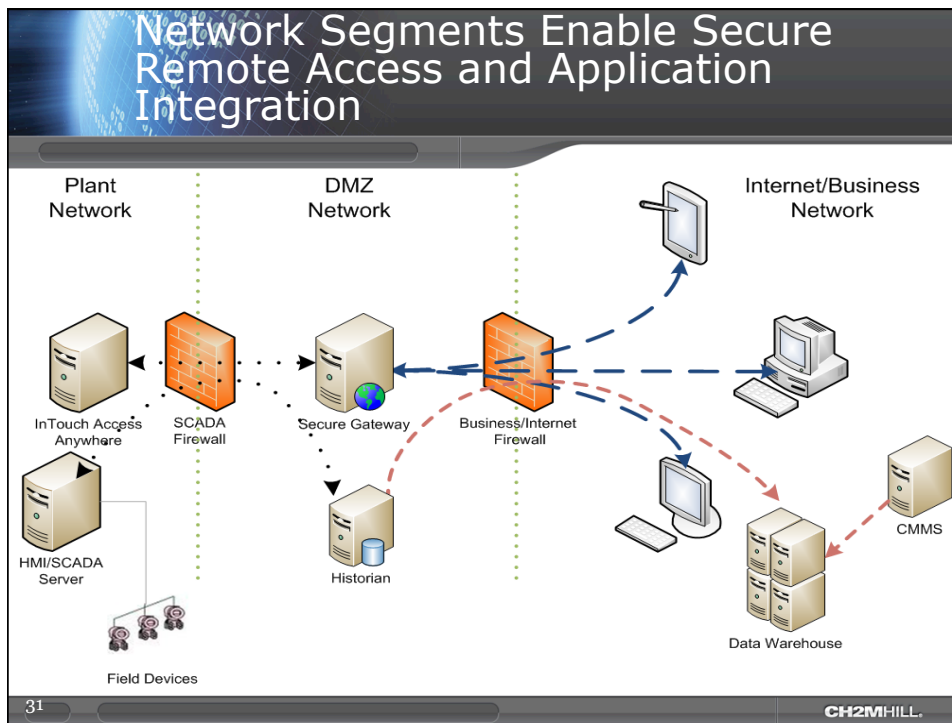 Network Segments Enable Secure
Remote Access and Application
Integration
Plant
Network
DMZ
Network
Internet/Business
Network
InTouch Access
Anywhere
SCADA
Firewall
Secure Gateway
Business/Internet
Firewall
HMI/SCADA
Server
Historian
CMMS
Data Warehouse
Field Devices
31
CH2MHILL.